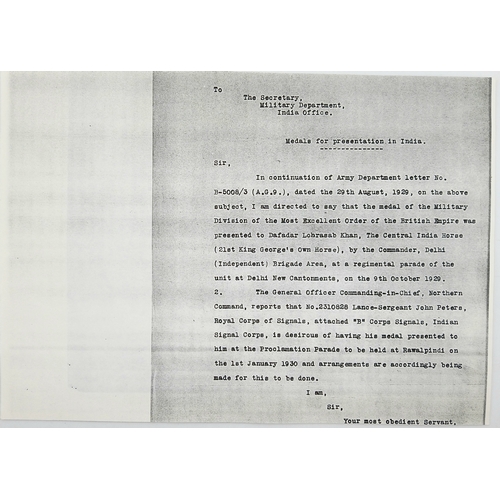 To
The Secretary,
Military Department,
India Office.
Medals for presentation in India.
Sir,
In continuation of Army Department letter No.
B-5008/3 (A.G.9.), dated the 29th August, 1929, on the above
subject, I am directed to say that the medal of the Military
Division of the Most Excellent Order of the British Empire was
presented to Dafadar Lobrasab Khan, The Central India Horse
(21st King George's Own Horse), by the Commander, Delhi
(Independent) Brigade Area, at a regimental parade of the
unit at Delhi New Cantonments, on the 9th October 1929.
2. The General Officer Commanding-in-Chief, Northern
Command, reports that No.2310828 Lance-Sergeant John Peters,
Royal Corps of Signals, attached "B" Corps Signals, Indian
Signal Corps, is desirous of having his medal presented to
him at the Proclamation Parade to be held at Rawalpindi on
the 1st January 1930 and arrangements are accordingly being
made for this to be done.
I am,
Sir,
Your most obedient Servant,